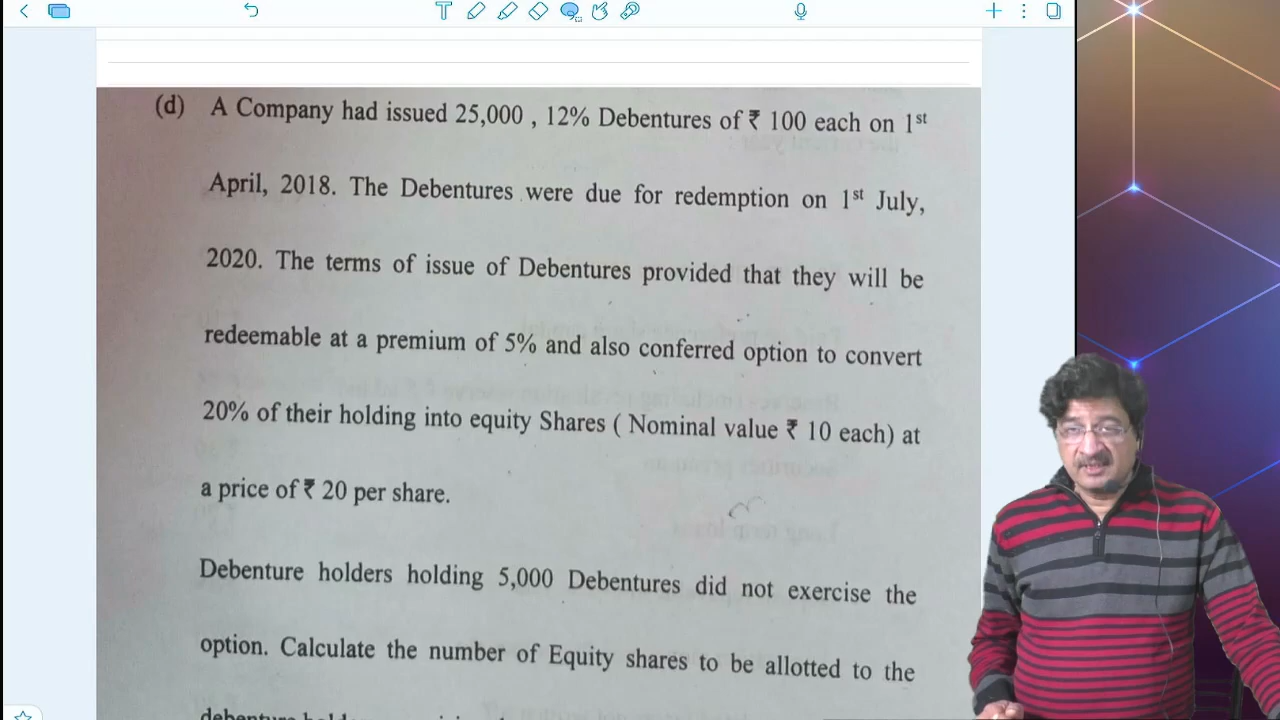 (d) A Company had issued 25,000 , 12% Debentures of ₹ 100 each on 1st
April, 2018. The Debentures were due for redemption on 1st July,
2020. The terms of issue of Debentures provided that they will be
redeemable at a premium of 5% and also conferred option to convert
20% of their holding into equity Shares ( Nominal value ₹ 10 each) at
a price of ₹ 20 per share.
Debenture holders holding 5,000 Debentures did not exercise the
option. Calculate the number of Equity shares to be allotted to the